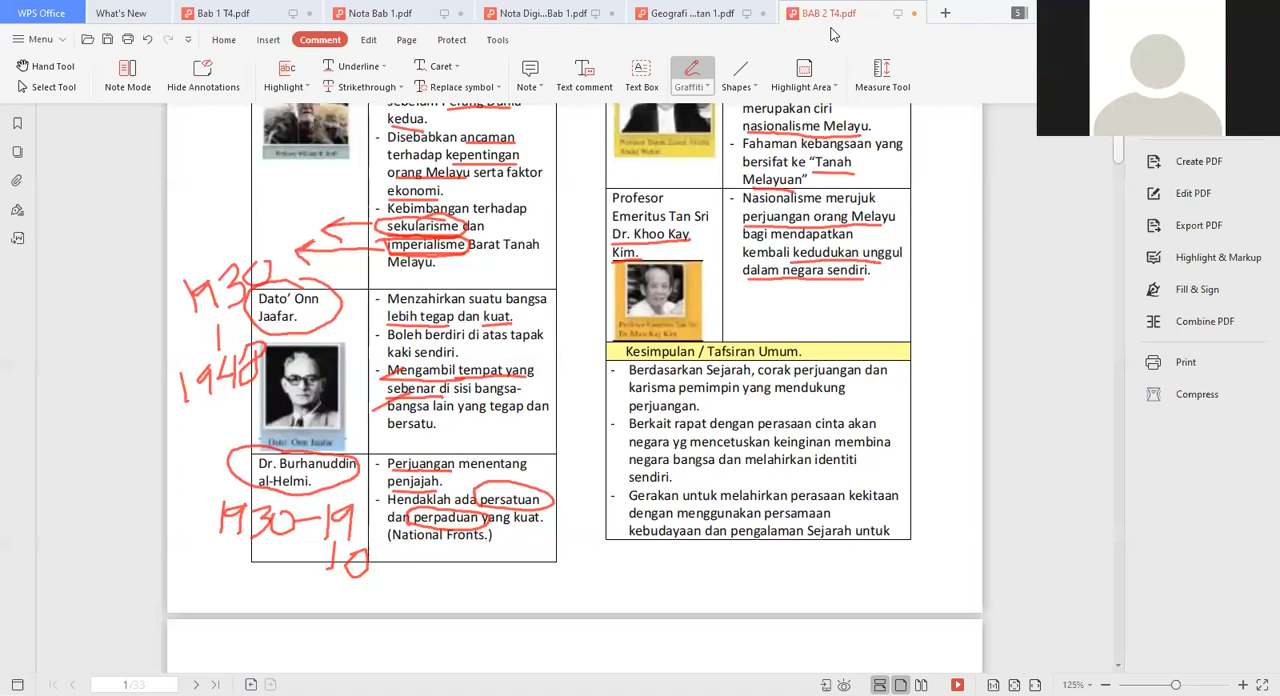 WPS Office
What's New
Bab 1 T4.pdf
Nota Bab 1.pdf
Nota Digi...Bab 1.pdf
Geografi ...tan 1.pdf
BAB 2 T4.pdf
5
Menu
Home
Insert
Comment
Edit
Page
Protect
Tools
Hand Tool
Select Tool
Note Mode
Hide Annotations
Highlight
Underline
Strikethrough
Caret
Replace symbol
Note
Text comment
Text Box
Graffiti
Shapes
Highlight Area
Measure Tool
kedua.
- Disebabkan ancaman
terhadap kepentingan
orang Melayu serta faktor
ekonomi.
- Kebimbangan terhadap
sekularisme dan
imperialisme Barat Tanah
Melayu.
1930
1
1948
Dato’ Onn
Jaafar.
Dato' Onn Jaafar
- Menzahirkan suatu bangsa
lebih tegap dan kuat.
- Boleh berdiri di atas tapak
kaki sendiri.
- Mengambil tempat yang
sebenar di sisi bangsa-
bangsa lain yang tegap dan
bersatu.
Dr. Burhanuddin
al-Helmi.
1930-19
10
- Perjuangan menentang
penjajah.
- Hendaklah ada persatuan
dan perpaduan yang kuat.
(National Fronts.)
merupakan ciri
nasionalisme Melayu.
- Fahaman kebangsaan yang
bersifat ke “Tanah
Melayuan”
Profesor
Emeritus Tan Sri
Dr. Khoo Kay
Kim.
- Nasionalisme merujuk
perjuangan orang Melayu
bagi mendapatkan
kembali kedudukan unggul
dalam negara sendiri.
Kesimpulan / Tafsiran Umum.
- Berdasarkan Sejarah, corak perjuangan dan
karisma pemimpin yang mendukung
perjuangan.
- Berkait rapat dengan perasaan cinta akan
negara yg mencetuskan keinginan membina
negara bangsa dan melahirkan identiti
sendiri.
- Gerakan untuk melahirkan perasaan kekitaan
dengan menggunakan persamaan
kebudayaan dan pengalaman Sejarah untuk
Create PDF
Edit PDF
Export PDF
Highlight & Markup
Fill & Sign
Combine PDF
Print
Compress
1/33
125%